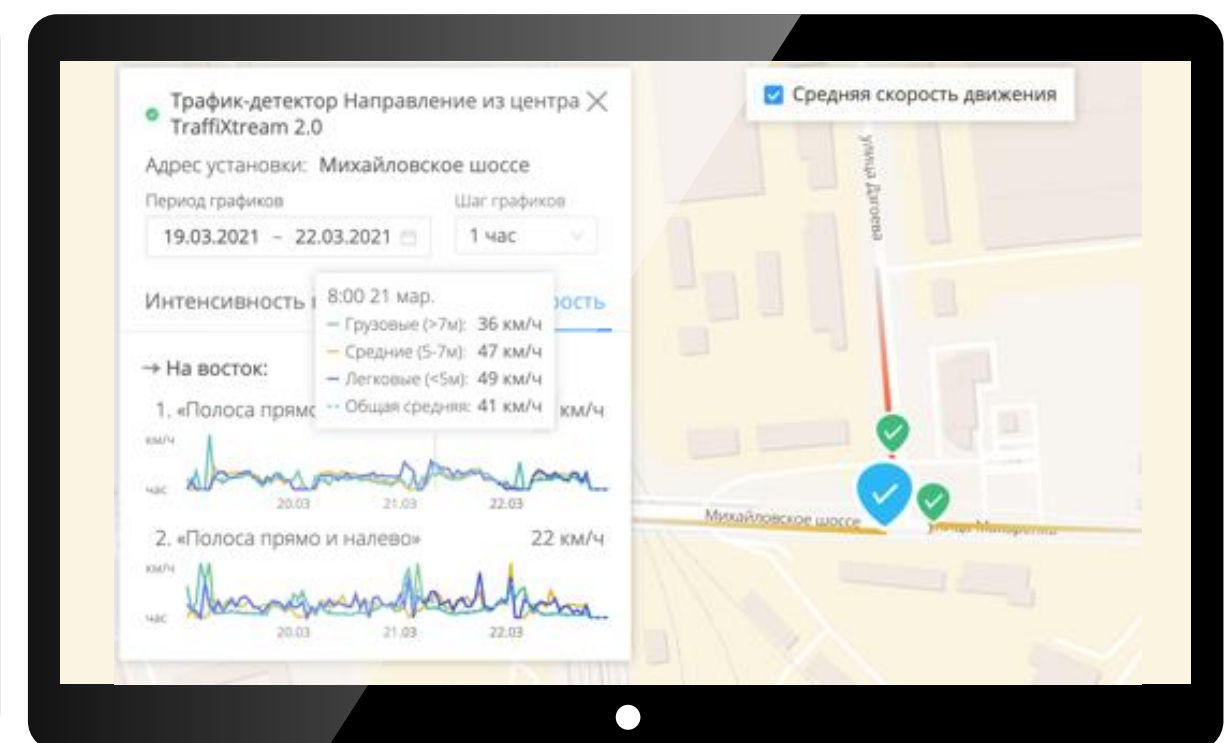 Трафик-детектор Направление из центра
TraffiXtream 2.0
Адрес установки: Михайловское шоссе
Период графиков
Шаг графиков
19.03.2021 – 22.03.2021
1 час
Интенсивность
8:00 21 мар.
Грузовые (>7м): 36 км/ч
Средние (5-7м): 47 км/ч
Легковые (<5м): 49 км/ч
Общая средняя: 41 км/ч
→ На восток:
1. «Полоса прямо
км/ч
км/ч
час
20.03 21.03 22.03
2. «Полоса прямо и налево» 22 км/ч
км/ч
час
20.03 21.03 22.03
Средняя скорость движения
улица Дзгоева
Михайловское шоссе